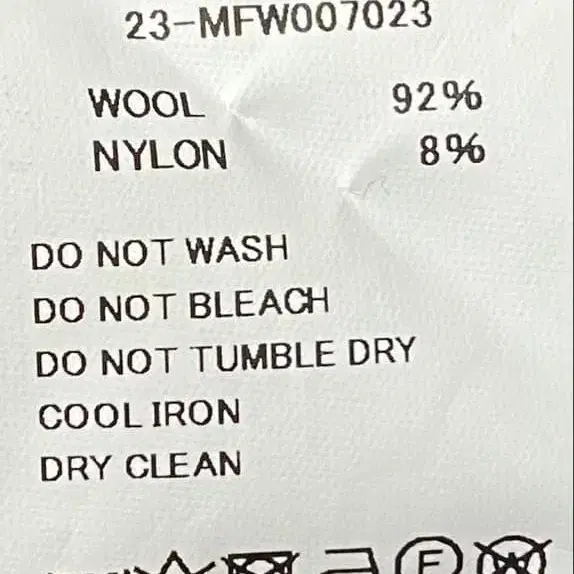 23-MFW007023
WOOL 92%
NYLON 8%
DO NOT WASH
DO NOT BLEACH
DO NOT TUMBLE DRY
COOL IRON
DRY CLEAN
F W